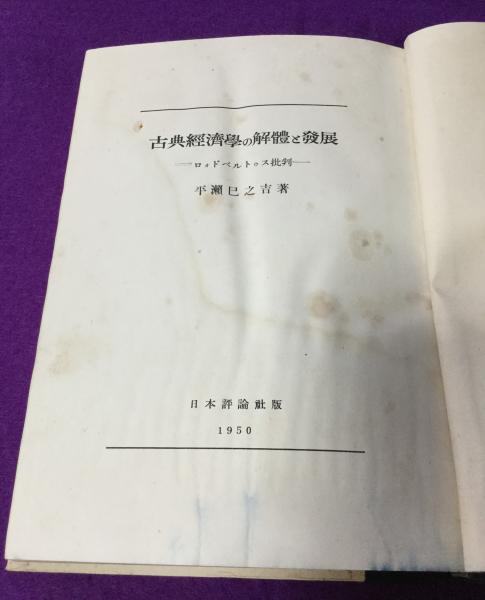 古典經濟學の解體と發展
──ロォドベルトゥス批判──
平瀨巳之吉著
日本評論社版
1950